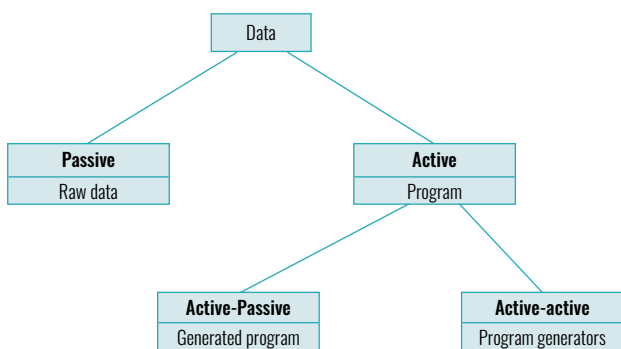 Data
Passive
Raw data
Active
Program
Active-Passive
Generated program
Active-active
Program generators